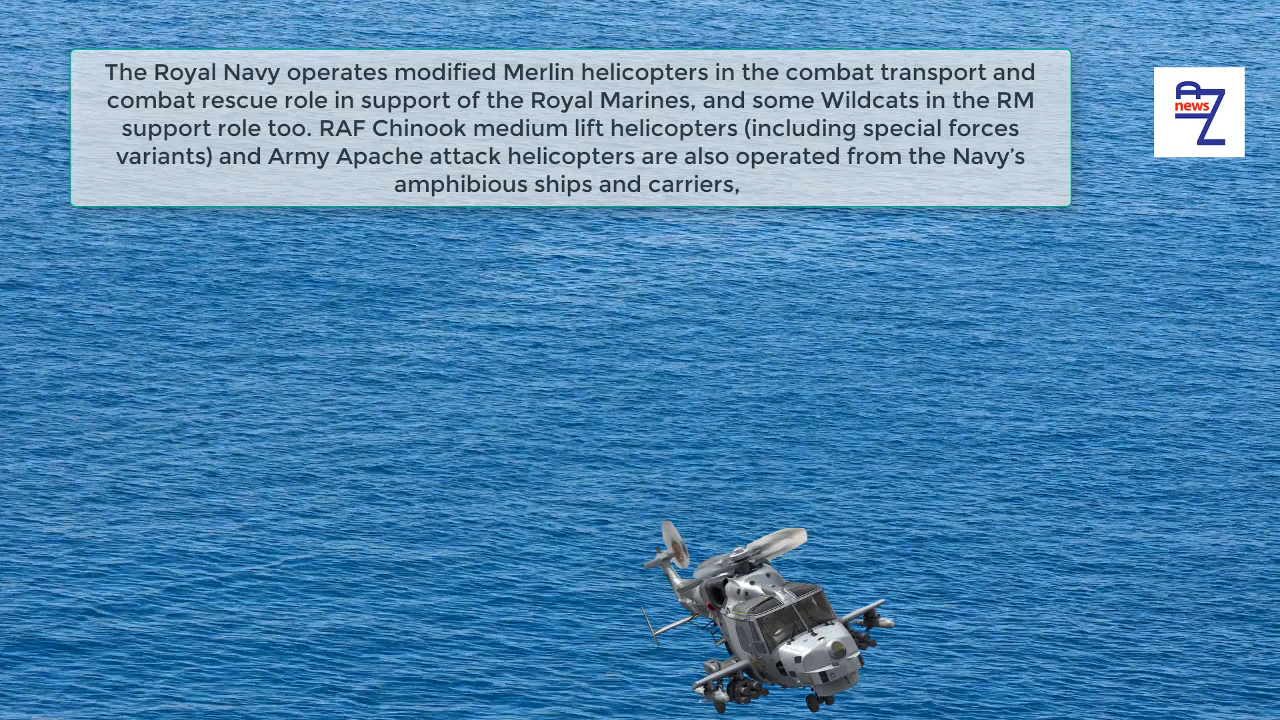 The Royal Navy operates modified Merlin helicopters in the combat transport and
combat rescue role in support of the Royal Marines, and some Wildcats in the RM
support role too. RAF Chinook medium lift helicopters (including special forces
variants) and Army Apache attack helicopters are also operated from the Navy’s
amphibious ships and carriers,
news
AZ